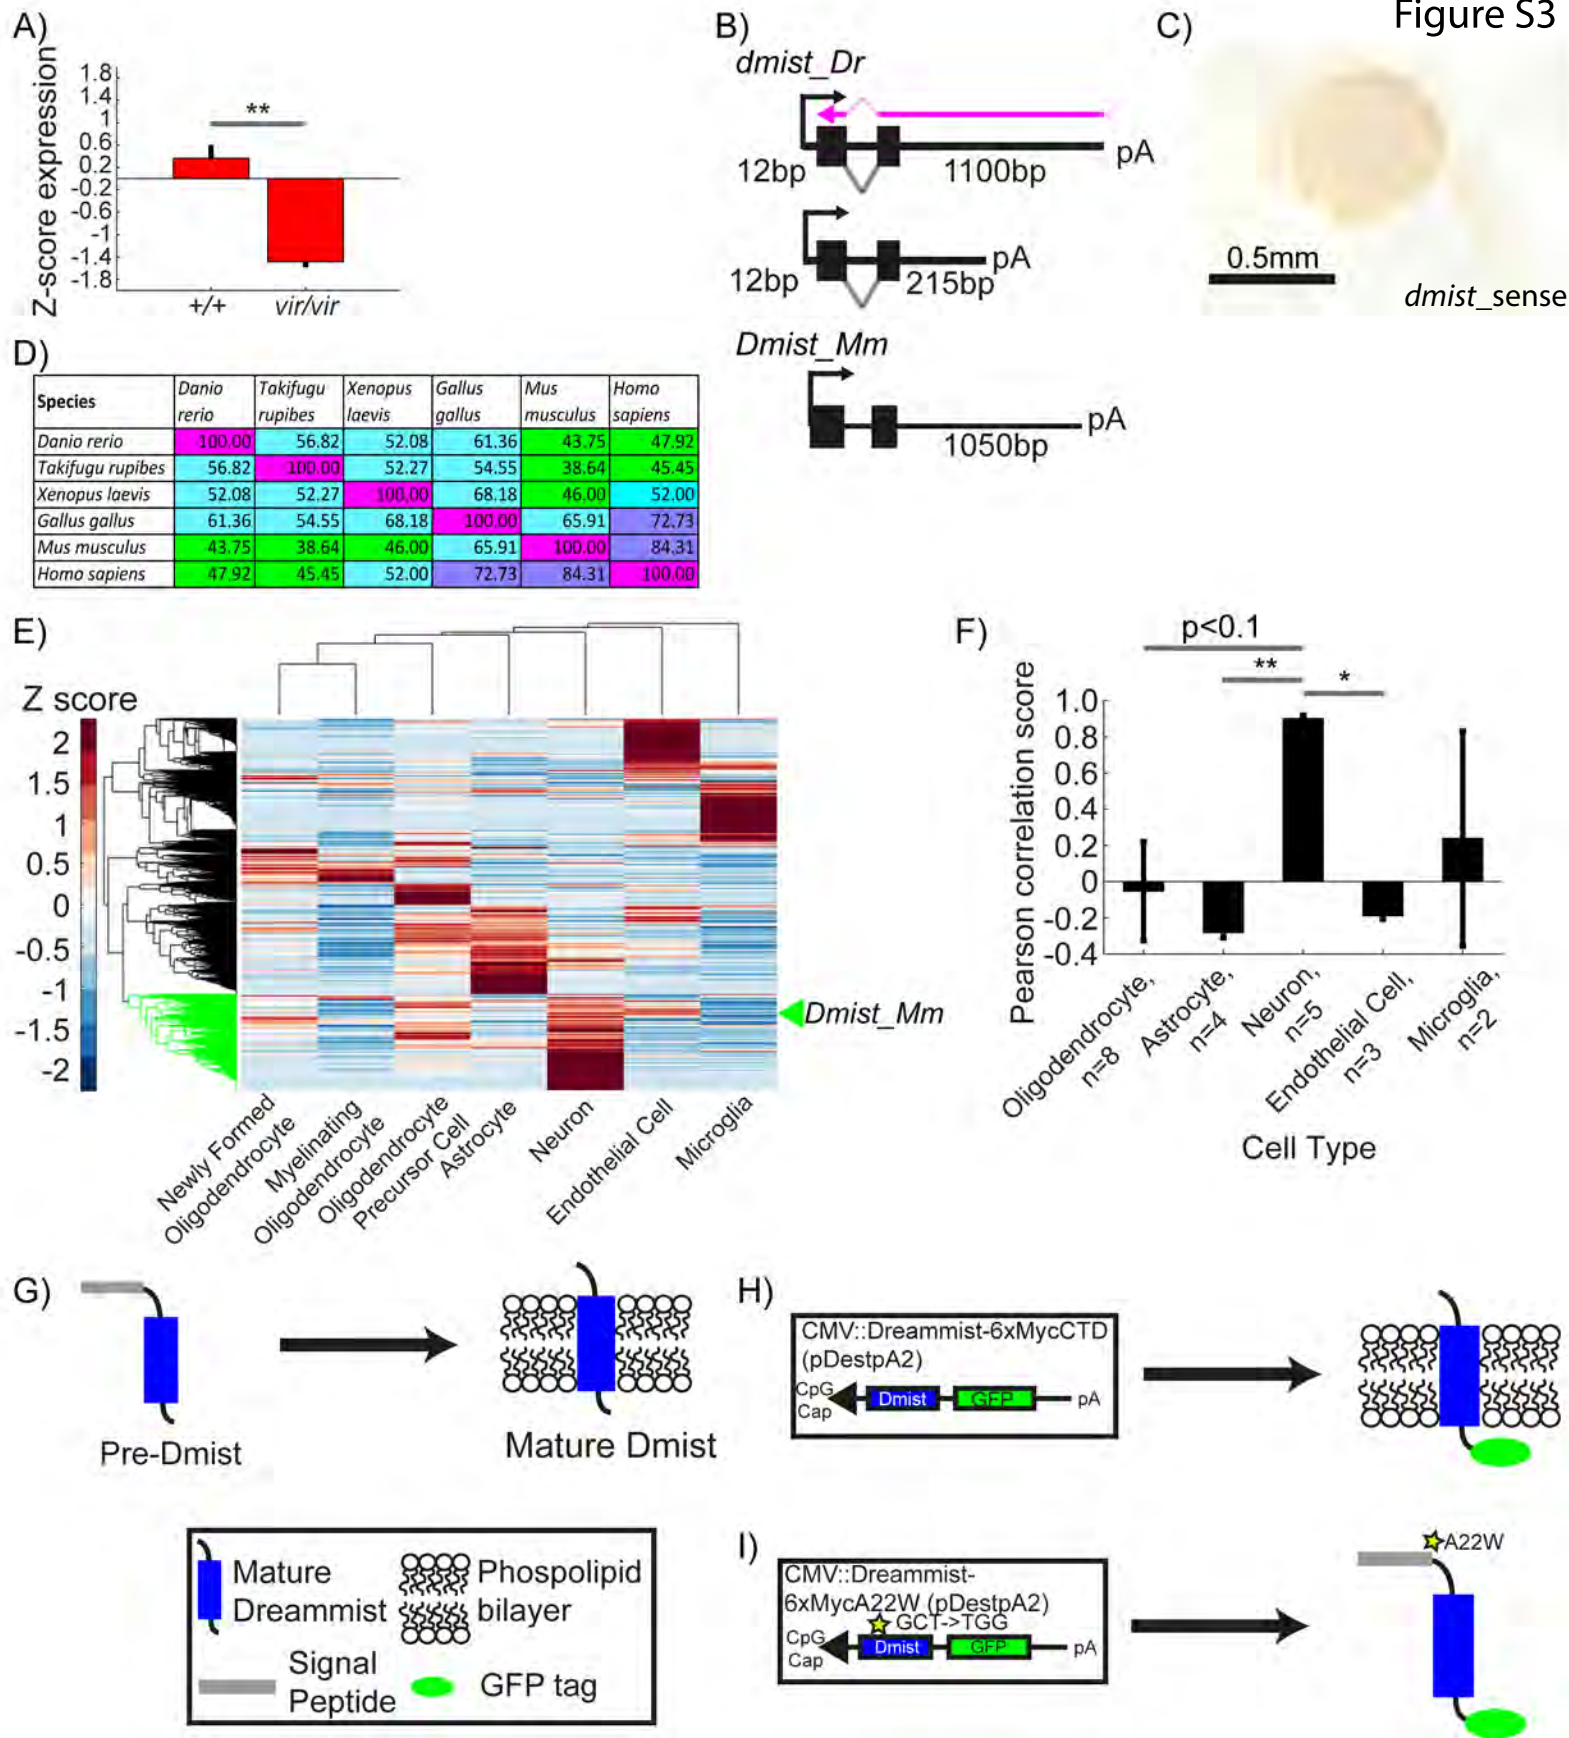 Figure S3
A)
Z-score expression
1.8
1.4
1
0.6
0.2
-0.2
-0.6
-1
-1.4
-1.8
**
+/+
vir/vir
B)
dmist_Dr
12bp
1100bp
pA
12bp
215bp
pA
Dmist_Mm
1050bp
pA
C)
0.5mm
dmist_sense
D)
Species Danio rerio Takifugu rupibes Xenopus laevis Gallus gallus Mus musculus Homo sapiens
Danio rerio 100.00 56.82 52.08 61.36 43.75 47.92
Takifugu rupibes 56.82 100.00 52.27 54.55 38.64 45.45
Xenopus laevis 52.08 52.27 100.00 68.18 46.00 52.00
Gallus gallus 61.36 54.55 68.18 100.00 65.91 72.73
Mus musculus 43.75 38.64 46.00 65.91 100.00 84.31
Homo sapiens 47.92 45.45 52.00 72.73 84.31 100.00
E)
Z score
2
1.5
1
0.5
0
-0.5
-1
-1.5
-2
Dmist_Mm
Newly Formed
Oligodendrocyte
Myelinating
Oligodendrocyte
Oligodendrocyte
Precursor Cell
Astrocyte
Neuron
Endothelial Cell
Microglia
F)
p<0.1
**
*
Pearson correlation score
1.0
0.8
0.6
0.4
0.2
0
-0.2
-0.4
Oligodendrocyte,
n=8
Astrocyte,
n=4
Neuron,
n=5
Endothelial Cell,
n=3
Microglia,
n=2
Cell Type
G)
Pre-Dmist
Mature Dmist
Mature
Dreammist
Phospolipid
bilayer
Signal
Peptide
GFP tag
H)
CMV::Dreammist-6xMycCTD
(pDestpA2)
CpG
Cap
Dmist
GFP
pA
I)
CMV::Dreammist-
6xMycA22W (pDestpA2)
GCT->TGG
CpG
Cap
Dmist
GFP
pA
A22W